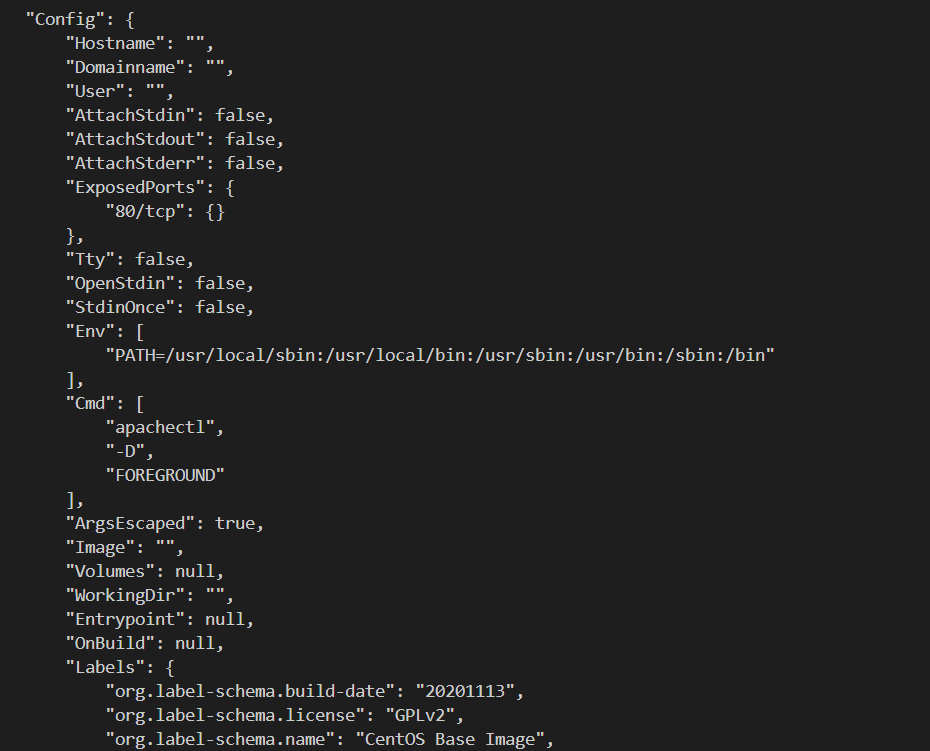 "Config": {
"Hostname": "",
"Domainname": "",
"User": "",
"AttachStdin": false,
"AttachStdout": false,
"AttachStderr": false,
"ExposedPorts": {
"80/tcp": {}
},
"Tty": false,
"OpenStdin": false,
"StdinOnce": false,
"Env": [
"PATH=/usr/local/sbin:/usr/local/bin:/usr/sbin:/usr/bin:/sbin:/bin"
],
"Cmd": [
"apachectl",
"-D",
"FOREGROUND"
],
"ArgsEscaped": true,
"Image": "",
"Volumes": null,
"WorkingDir": "",
"Entrypoint": null,
"OnBuild": null,
"Labels": {
"org.label-schema.build-date": "20201113",
"org.label-schema.license": "GPLv2",
"org.label-schema.name": "CentOS Base Image",